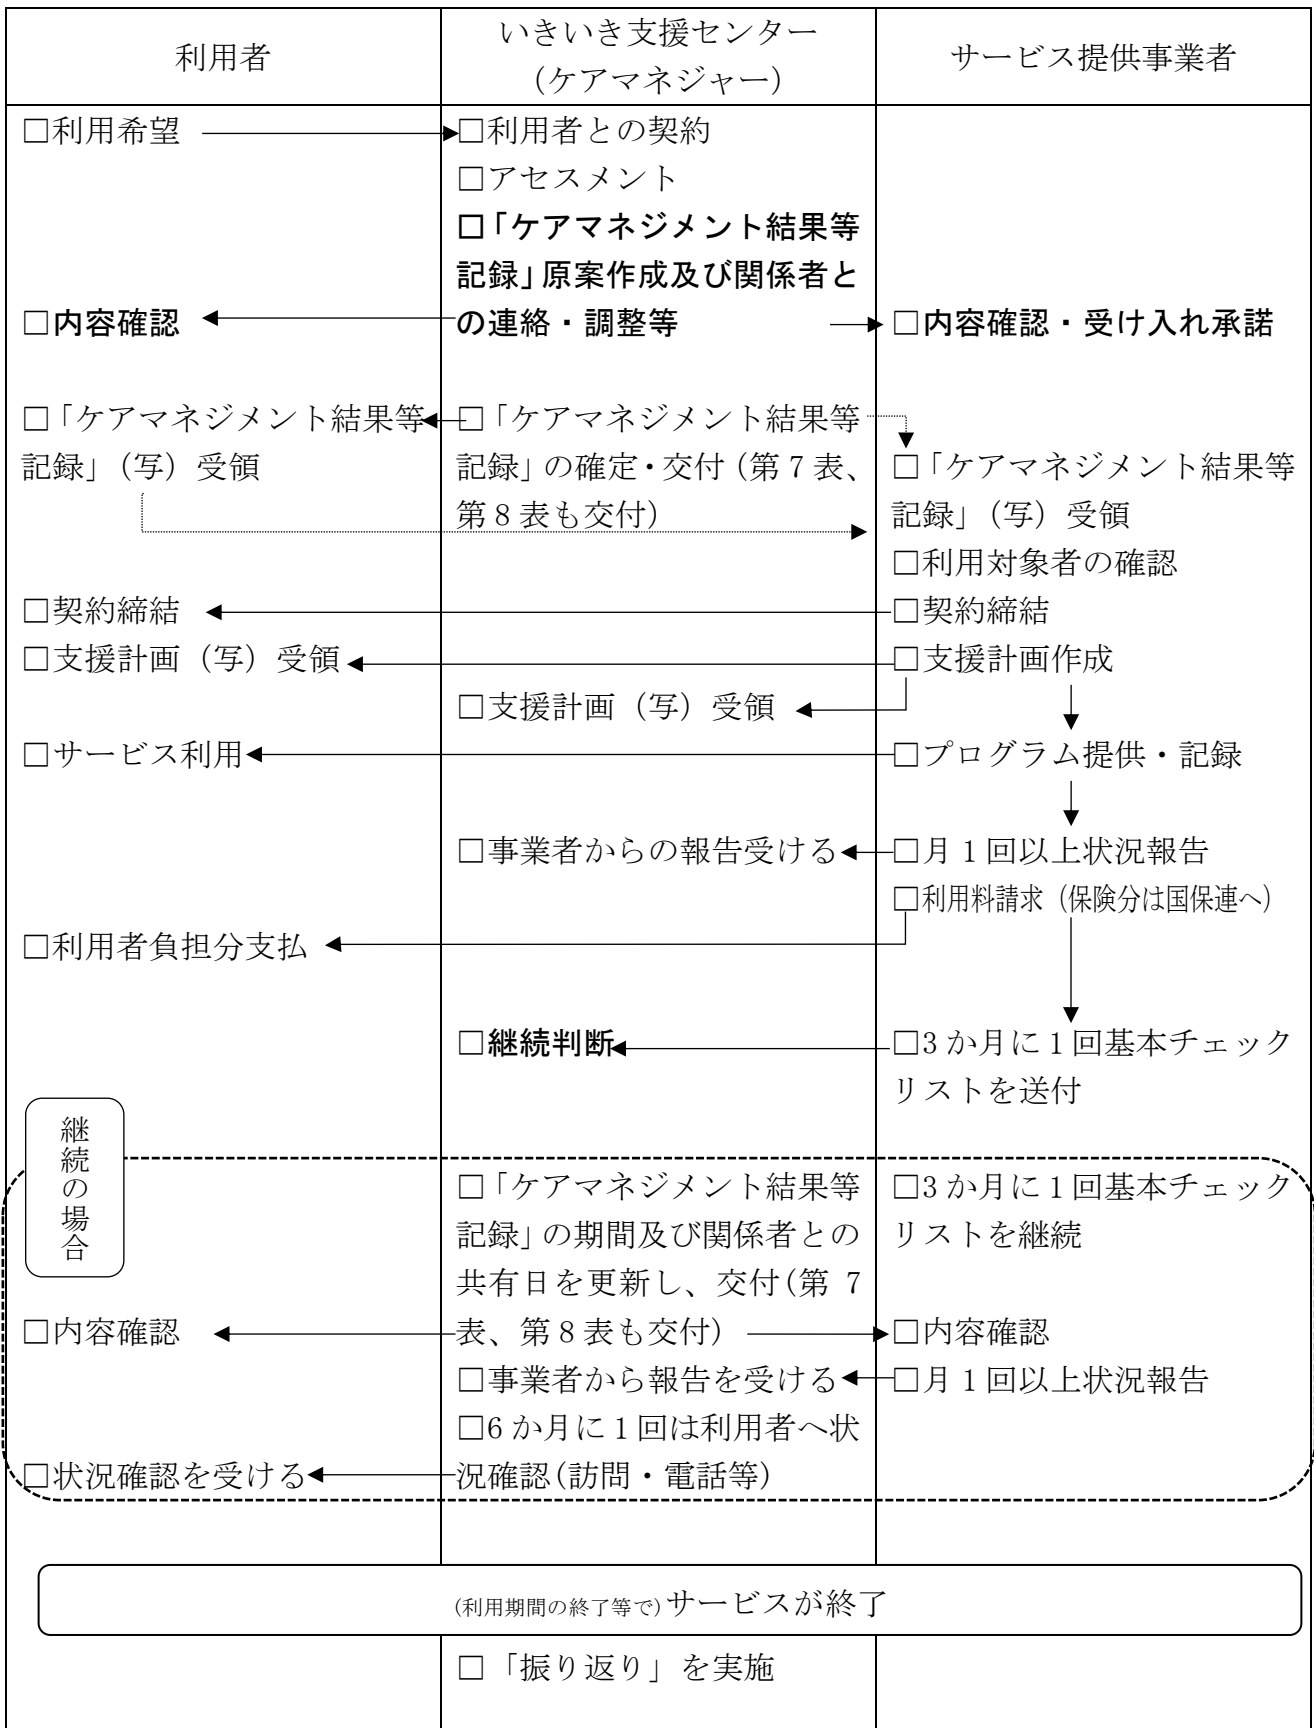 利用者
いきいき支援センター
(ケアマネジャー)
サービス提供事業者
□利用希望
□利用者との契約
□アセスメント
□「ケアマネジメント結果等
記録」原案作成及び関係者と
の連絡・調整等
□内容確認
□内容確認・受け入れ承諾
□「ケアマネジメント結果等
記録」(写)受領
□「ケアマネジメント結果等
記録」の確定・交付(第7表、
第8表も交付)
□「ケアマネジメント結果等
記録」(写)受領
□利用対象者の確認
□契約締結
□契約締結
□支援計画(写)受領
□支援計画作成
□支援計画(写)受領
□サービス利用
□プログラム提供・記録
□事業者からの報告受ける
□月1回以上状況報告
□利用料請求(保険分は国保連へ)
□利用者負担分支払
□継続判断
□3か月に1回基本チェック
リストを送付
継続の場合
□「ケアマネジメント結果等
記録」の期間及び関係者との
共有日を更新し、交付(第7
表、第8表も交付)
□3か月に1回基本チェック
リストを継続
□内容確認
□内容確認
□事業者から報告を受ける
□月1回以上状況報告
□6か月に1回は利用者へ状
況確認(訪問・電話等)
□状況確認を受ける
(利用期間の終了等で)サービスが終了
□「振り返り」を実施